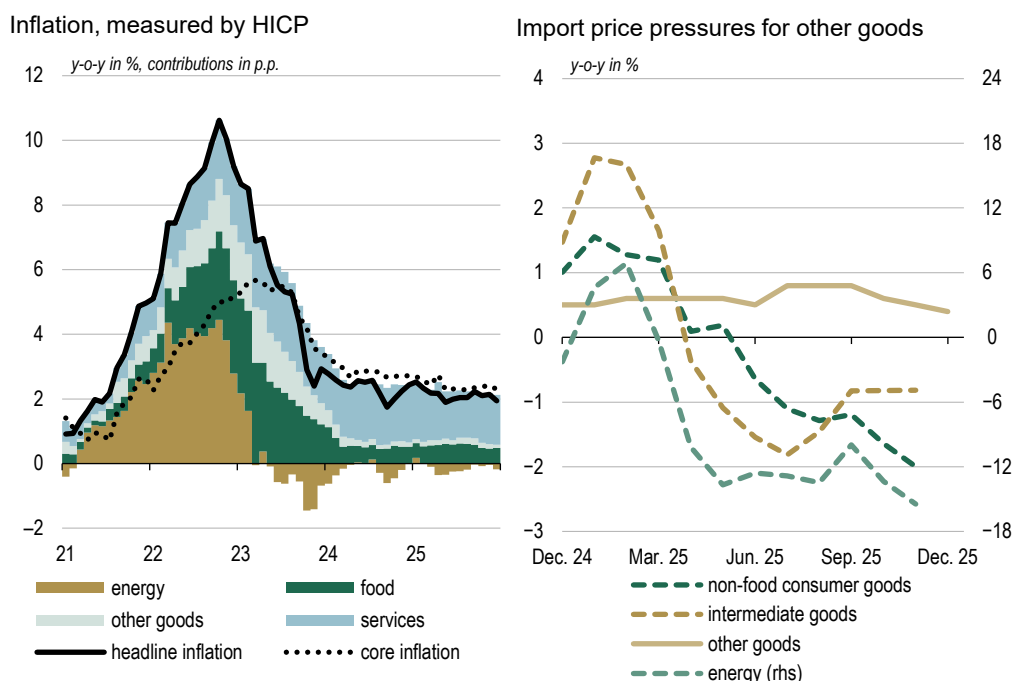 Inflation, measured by HICP
y-o-y in %, contributions in p.p.
12
10
8
6
4
2
0
−2
21 22 23 24 25
energy food
other goods services
headline inflation core inflation
Import price pressures for other goods
y-o-y in %
4 24
3 18
2 12
1 6
0 0
−1 −6
−2 −12
−3 −18
Dec. 24 Mar. 25 Jun. 25 Sep. 25 Dec. 25
non-food consumer goods
intermediate goods
other goods
energy (rhs)